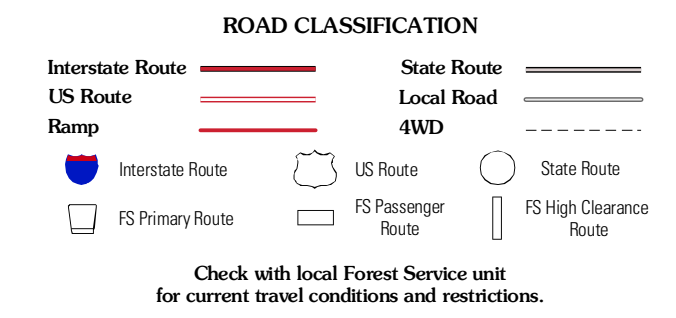 ROAD CLASSIFICATION
Interstate Route
State Route
US Route
Local Road
Ramp
4WD
Interstate Route
US Route
State Route
FS Primary Route
FS Passenger
Route
FS High Clearance
Route
Check with local Forest Service unit
for current travel conditions and restrictions.